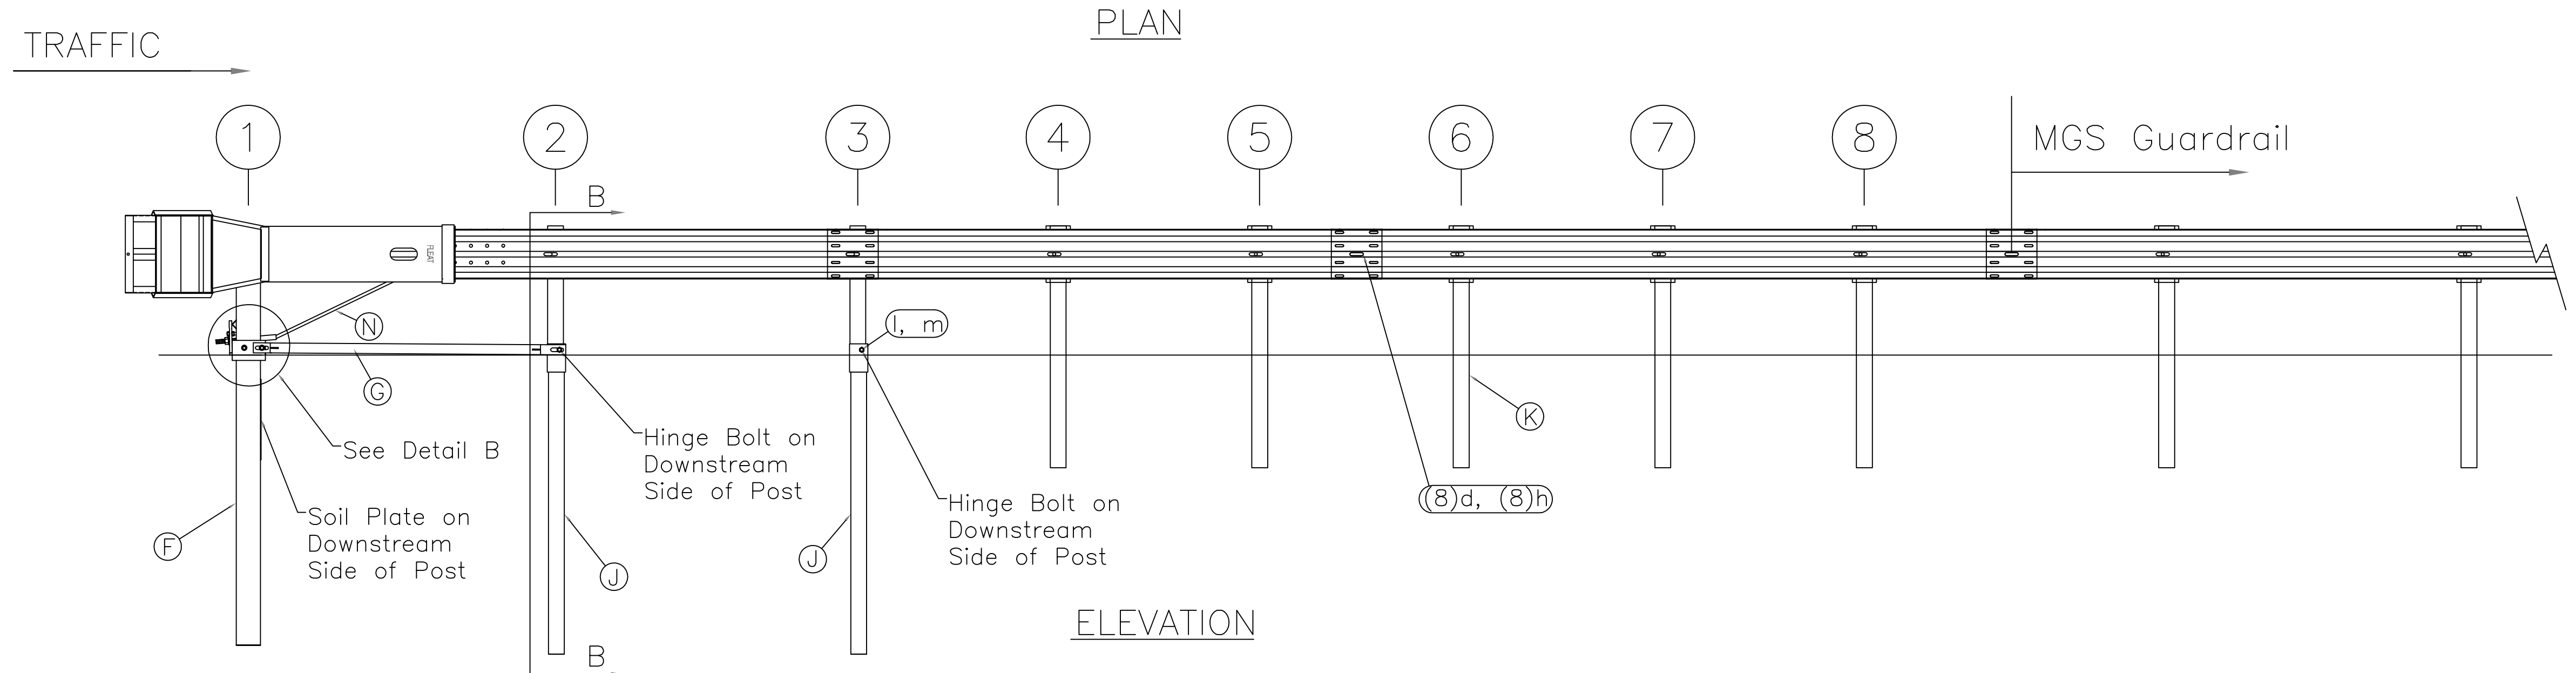 PLAN
TRAFFIC
1
2
3
4
5
6
7
8
MGS Guardrail
B
FLEAT
N
l, m
G
K
See Detail B
Hinge Bolt on
Downstream
Side of Post
Hinge Bolt on
Downstream
Side of Post
(8)d, (8)h
Soil Plate on
Downstream
Side of Post
F
J
J
ELEVATION
B